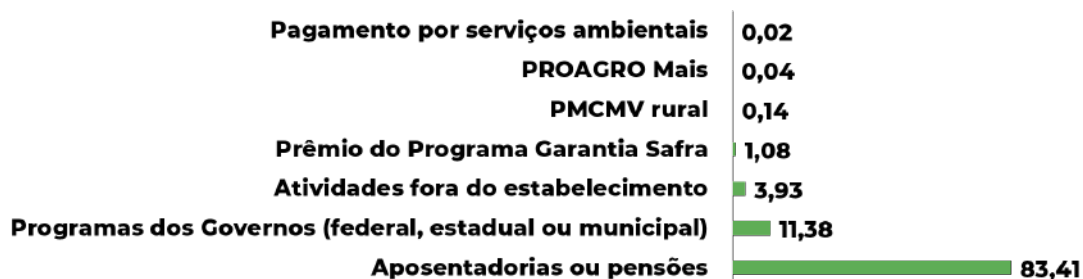 Pagamento por serviços ambientais 0,02
PROAGRO Mais 0,04
PMCMV rural 0,14
Prêmio do Programa Garantia Safra 1,08
Atividades fora do estabelecimento 3,93
Programas dos Governos (federal, estadual ou municipal) 11,38
Aposentadorias ou pensões 83,41